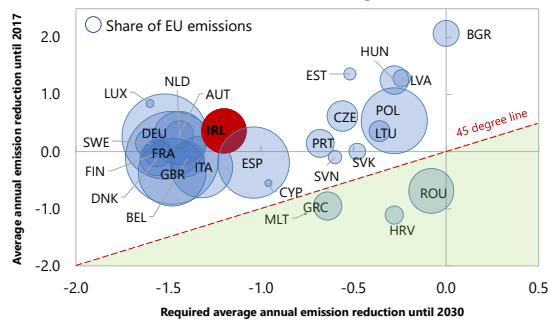 Share of EU emissions
Average annual emission reduction until 2017
2.0
1.0
0.0
-1.0
-2.0
BGR
HUN
EST
LVA
NLD
LUX
AUT
POL
CZE
IRL
DEU
LTU
45 degree line
SWE
PRT
FRA
ESP
SVK
FIN
GBR
ITA
SVN
CYP
ROU
DNK
GRC
BEL
MLT
HRV
-2.0
-1.5
-1.0
-0.5
0.0
0.5
Required average annual emission reduction until 2030